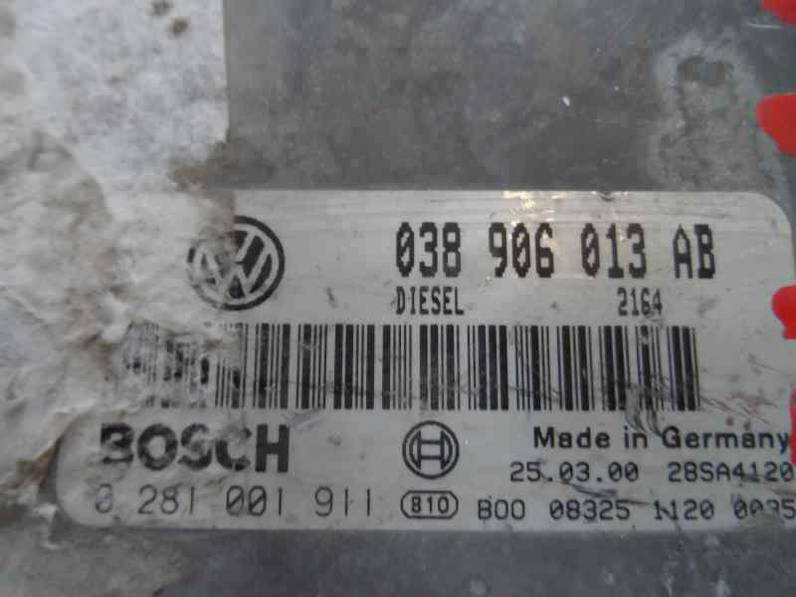 038 906 013 AB
DIESEL 2164
BOSCH Made in Germany
25.03.00 28SA4120
0 281 001 911 810 B00 08325 1120 0035